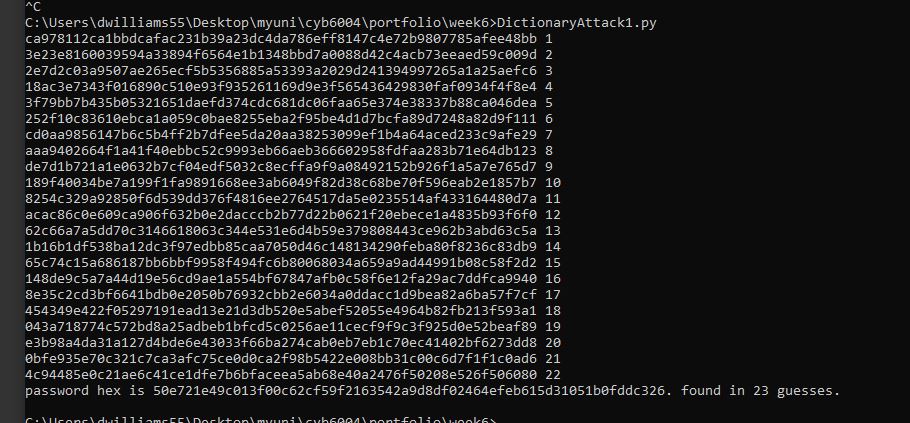 ^C
C:\Users\dwilliams55\Desktop\myuni\cyb6004\portfolio\week6>DictionaryAttack1.py
ca978112ca1bbdcafac231b39a23dc4da786eff8147c4e72b9807785afee48bb 1
3e23e8160039594a33894f6564e1b1348bbd7a0088d42c4acb73eeaed59c009d 2
2e7d2c03a9507ae265ecf5b5356885a53393a2029d241394997265a1a25aefc6 3
18ac3e7343f016890c510e93f935261169d9e3f565436429830faf0934f4f8e4 4
3f79bb7b435b05321651daefd374cdc681dc06faa65e374e38337b88ca046dea 5
252f10c83610ebca1a059c0bae8255eba2f95be4d1d7bcfa89d7248a82d9f111 6
cd0aa9856147b6c5b4ff2b7dfee5da20aa38253099ef1b4a64aced233c9afe29 7
aaa9402664f1a41f40ebbc52c9993eb66aeb366602958fdfaa283b71e64db123 8
de7d1b721a1e0632b7cf04edf5032c8ecffa9f9a08492152b926f1a5a7e765d7 9
189f40034be7a199f1fa9891668ee3ab6049f82d38c68be70f596eab2e1857b7 10
8254c329a92850f6d539dd376f4816ee2764517da5e0235514af433164480d7a 11
acac86c0e609ca906f632b0e2dacccb2b77d22b0621f20ebece1a4835b93f6f0 12
62c66a7a5dd70c3146618063c344e531e6d4b59e379808443ce962b3abd63c5a 13
1b16b1df538ba12dc3f97edbb85caa7050d46c148134290feba80f8236c83db9 14
65c74c15a686187bb6bbf9958f494fc6b80068034a659a9ad44991b08c58f2d2 15
148de9c5a7a44d19e56cd9ae1a554bf67847afb0c58f6e12fa29ac7ddfca9940 16
8e35c2cd3bf6641bdb0e2050b76932cbb2e6034a0ddacc1d9bea82a6ba57f7cf 17
454349e422f05297191ead13e21d3db520e5abef52055e4964b82fb213f593a1 18
043a718774c572bd8a25adbeb1bfcd5c0256ae11cecf9f9c3f925d0e52beaf89 19
e3b98a4da31a127d4bde6e43033f66ba274cab0eb7eb1c70ec41402bf6273dd8 20
0bfe935e70c321c7ca3afc75ce0d0ca2f98b5422e008bb31c00c6d7f1f1c0ad6 21
4c94485e0c21ae6c41ce1dfe7b6bfaceea5ab68e40a2476f50208e526f506080 22
password hex is 50e721e49c013f00c62cf59f2163542a9d8df02464efeb615d31051b0fddc326. found in 23 guesses.
C:\Users\dwilliams55\Desktop\myuni\cyb6004\portfolio\week6>